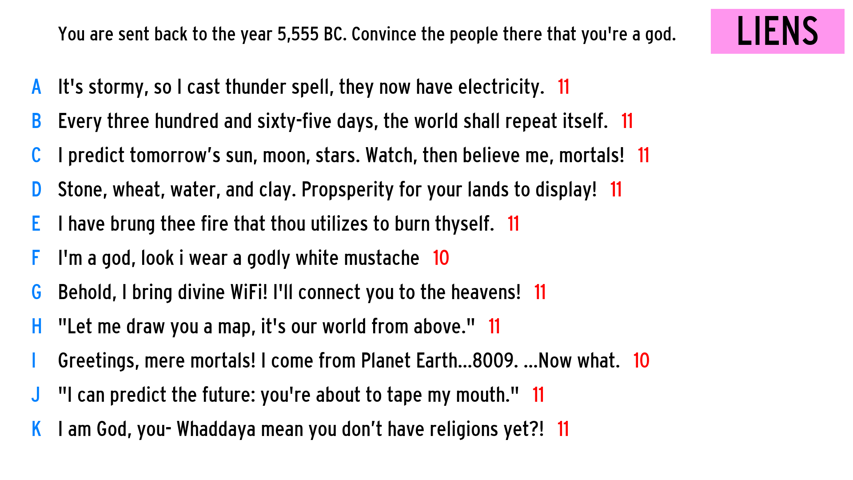 You are sent back to the year 5,555 BC. Convince the people there that you're a god.
LIENS
A It's stormy, so I cast thunder spell, they now have electricity. 11
B Every three hundred and sixty-five days, the world shall repeat itself. 11
C I predict tomorrow’s sun, moon, stars. Watch, then believe me, mortals! 11
D Stone, wheat, water, and clay. Propsperity for your lands to display! 11
E I have brung thee fire that thou utilizes to burn thyself. 11
F I'm a god, look i wear a godly white mustache 10
G Behold, I bring divine WiFi! I'll connect you to the heavens! 11
H "Let me draw you a map, it's our world from above." 11
I Greetings, mere mortals! I come from Planet Earth...8009. ...Now what. 10
J "I can predict the future: you're about to tape my mouth." 11
K I am God, you- Whaddaya mean you don’t have religions yet?! 11